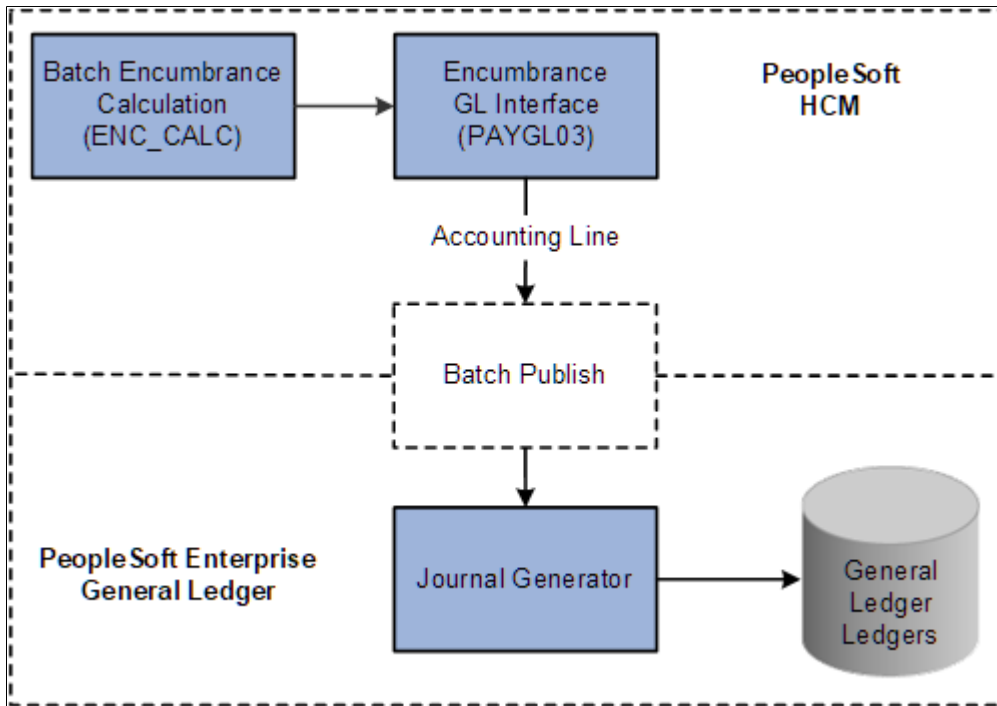 Batch Encumbrance
Calculation
(ENC_CALC)
Encumbrance
GL Interface
(PAYGL03)
PeopleSoft
HCM
Accounting Line
Batch Publish
PeopleSoft Enterprise
General Ledger
Journal Generator
General
Ledger
Ledgers